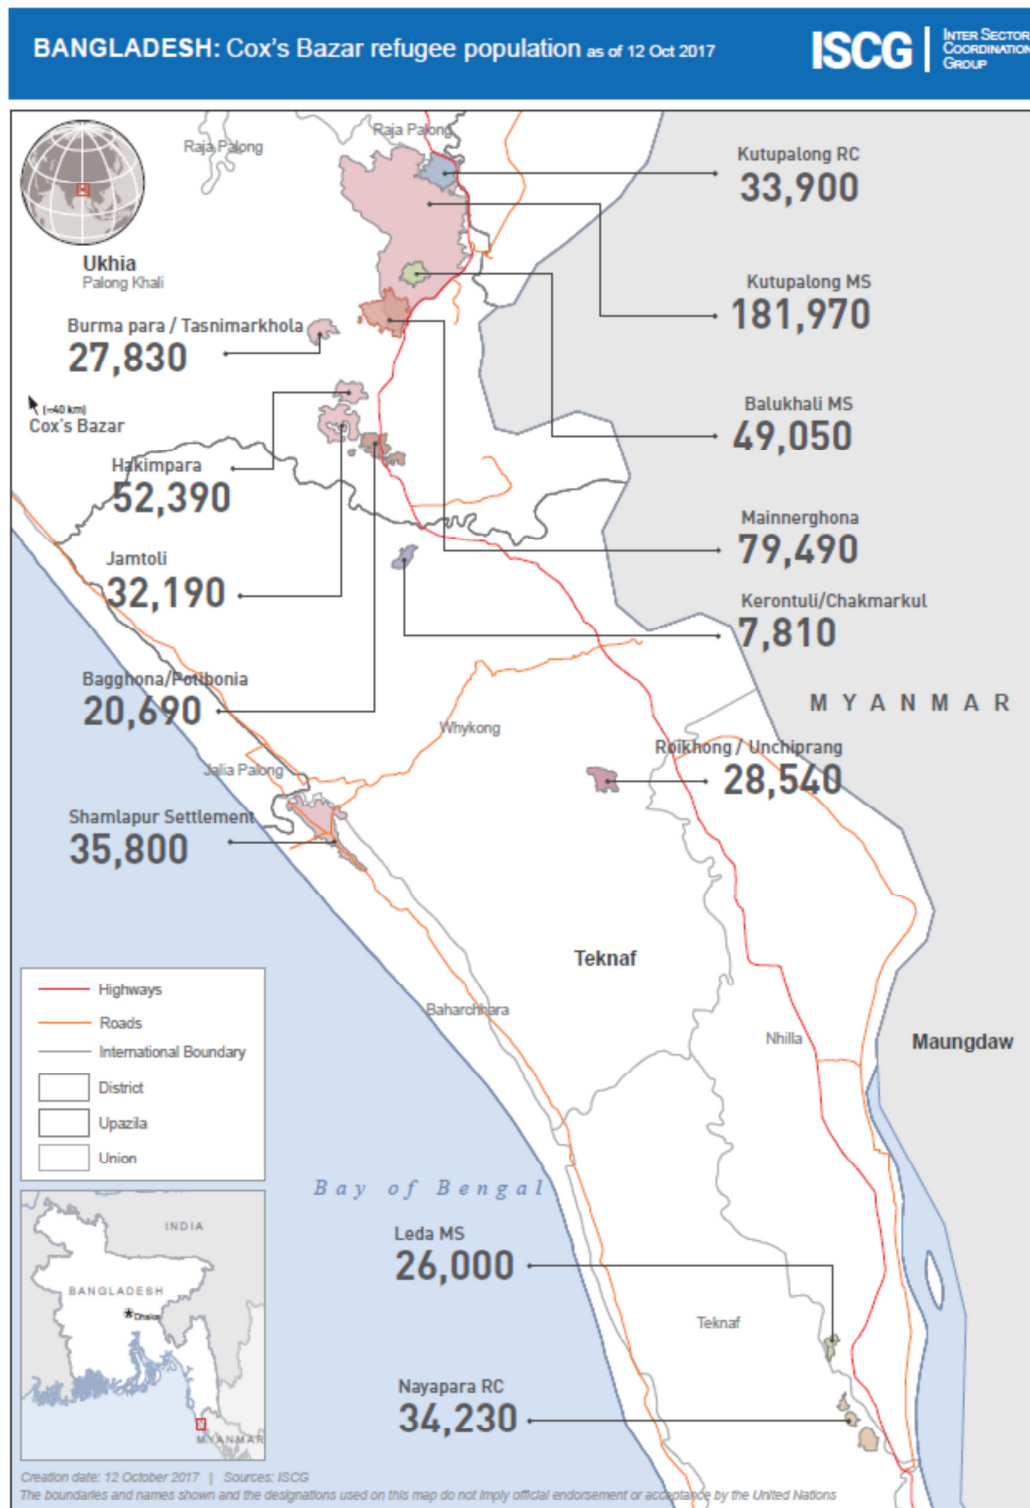 BANGLADESH: Cox's Bazar refugee population as of 12 Oct 2017
ISCG
INTER SECTOR
COORDINATION
GROUP
Raja Palong
Raja Palong
Kutupalong RC
33,900
Ukhia
Palong Khali
Kutupalong MS
181,970
Burma para / Tasnimarkhola
27,830
(≈40 km)
Cox's Bazar
Balukhali MS
49,050
Hakimpara
52,390
Mainnerghona
79,490
Jamtoli
32,190
Kerontuli/Chakmarkul
7,810
Bagghona/Potibonia
20,690
MYANMAR
Whykong
Roikhong / Unchiprang
28,540
Jalia Palong
Shamlapur Settlement
35,800
Teknaf
Highways
Roads
International Boundary
District
Upazila
Union
Baharchhara
Nhilla
Maungdaw
Bay of Bengal
Leda MS
26,000
INDIA
BANGLADESH
Dhaka
MYANMAR
Teknaf
Nayapara RC
34,230
Creation date: 12 October 2017 | Sources: ISCG
The boundaries and names shown and the designations used on this map do not imply official endorsement or acceptance by the United Nations